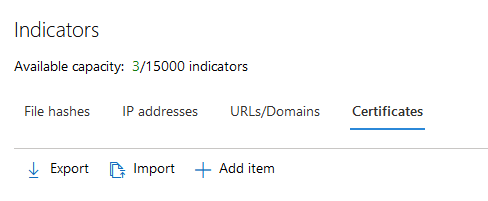 Indicators
Available capacity: 3/15000 indicators
File hashes IP addresses URLs/Domains Certificates
Export Import Add item